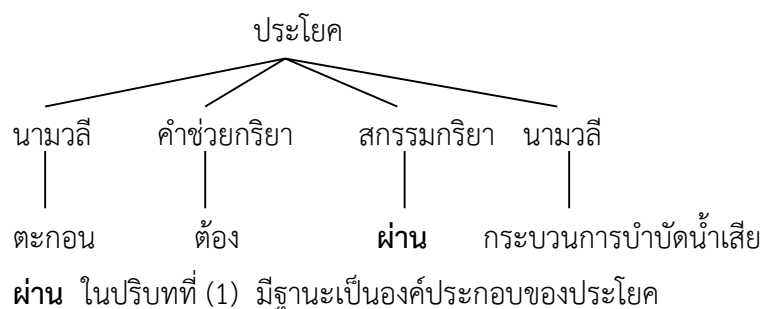 ประโยค
นามวลี คำช่วยกริยา สกรรมกริยา นามวลี
ตะกอน ต้อง ผ่าน กระบวนการบำบัดน้ำเสีย
ผ่าน ในปริบทที่ (1) มีฐานะเป็นองค์ประกอบของประโยค